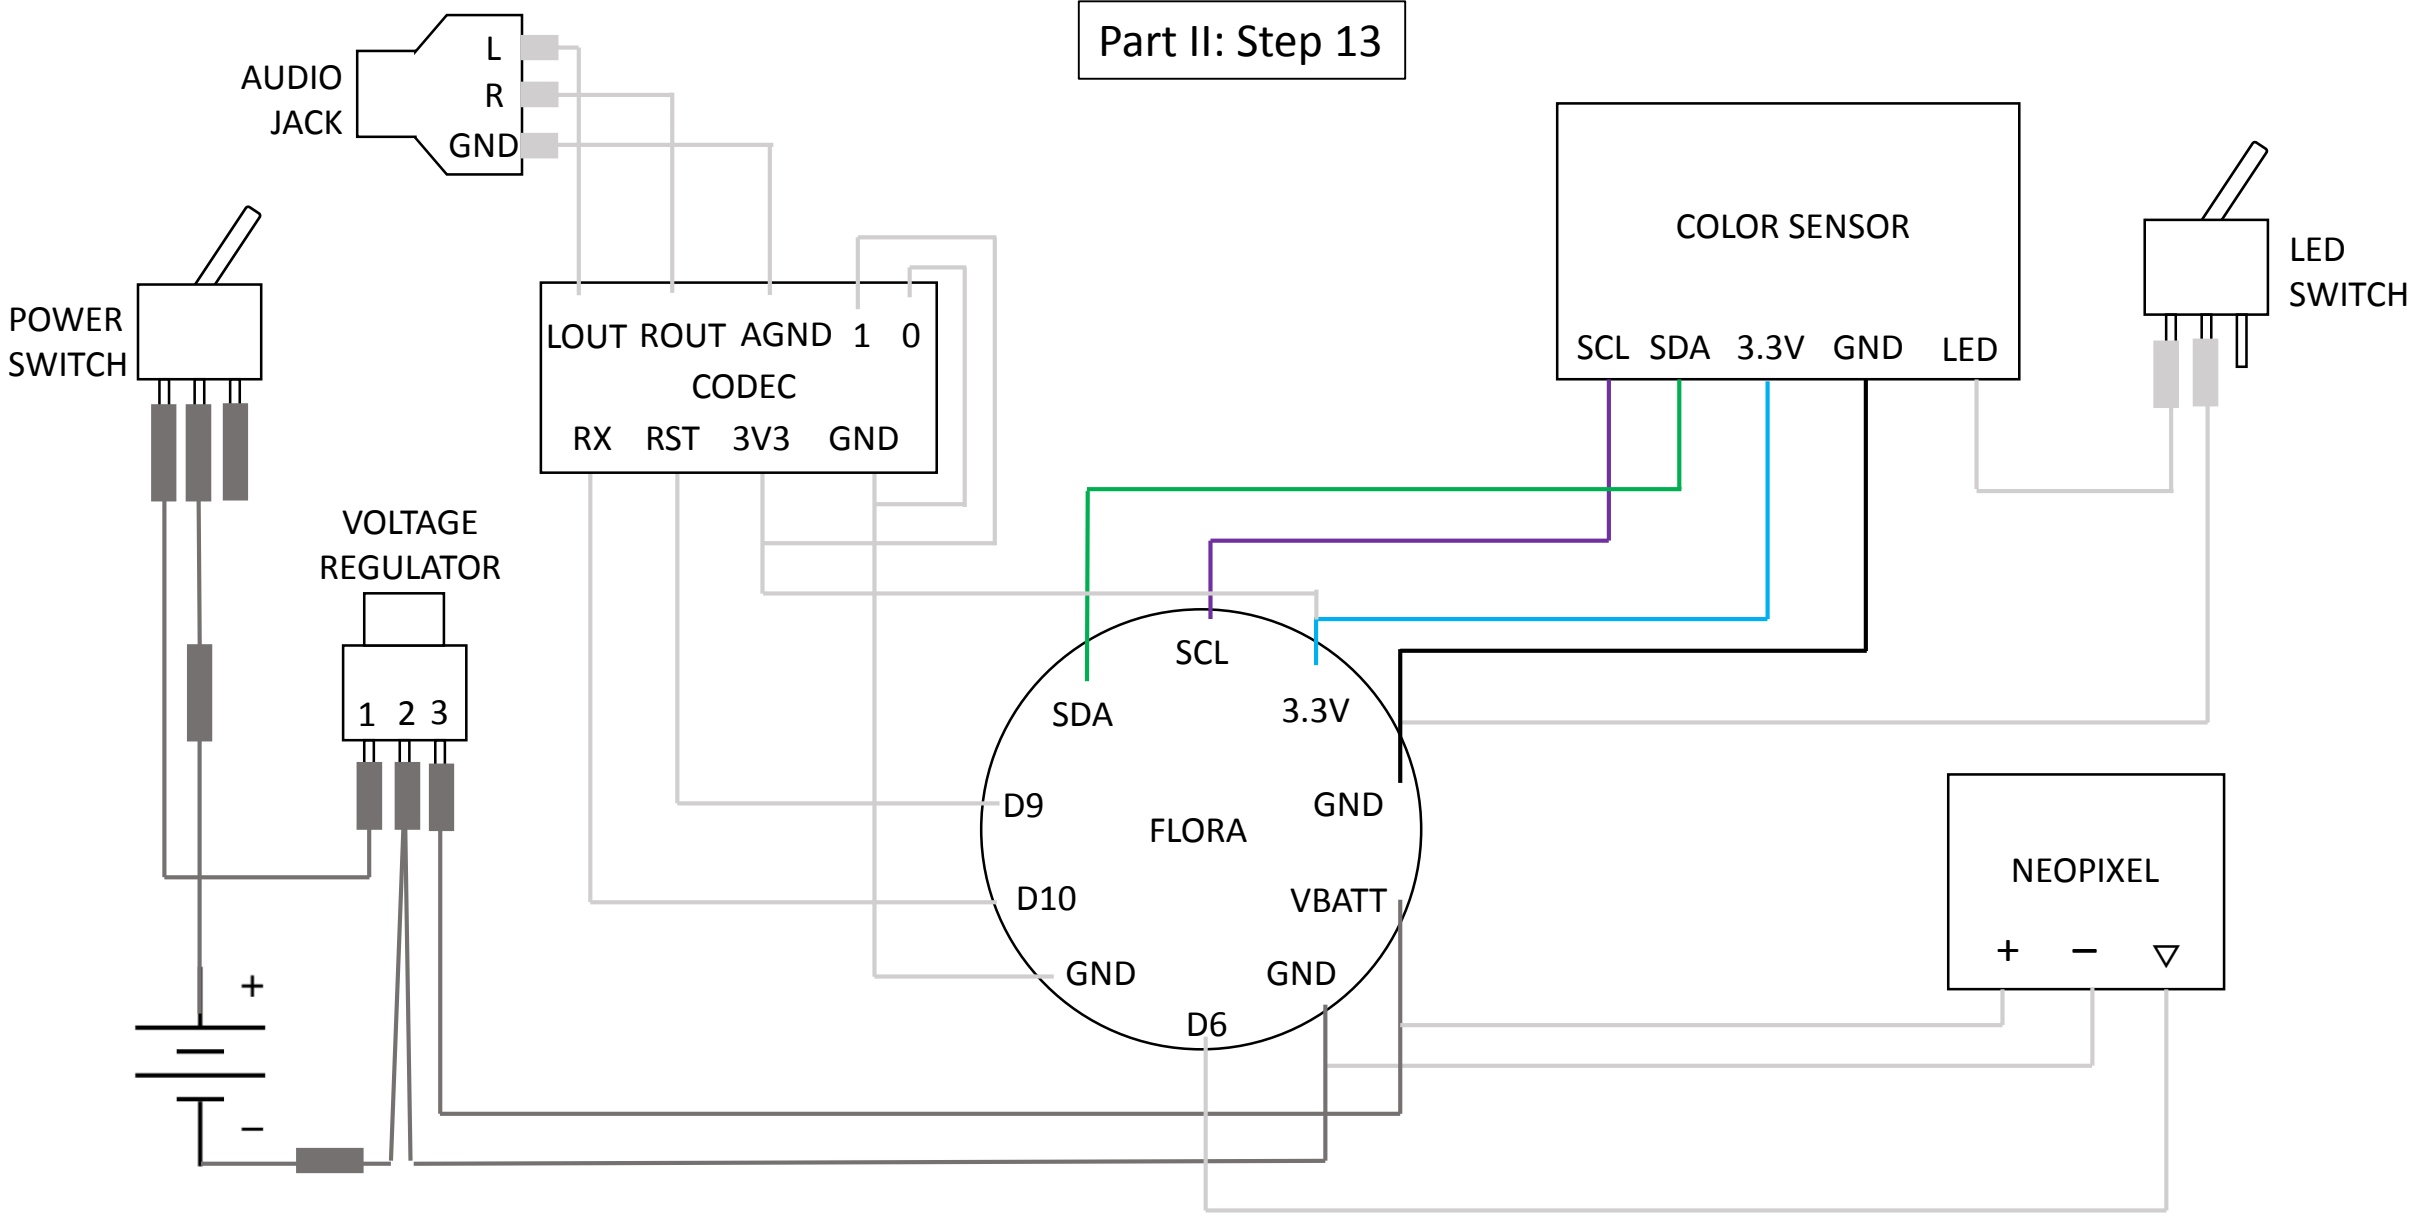 Part II: Step 13
AUDIO
JACK
L
R
GND
POWER
SWITCH
LOUT ROUT AGND 1 0
CODEC
RX RST 3V3 GND
COLOR SENSOR
SCL SDA 3.3V GND LED
LED
SWITCH
VOLTAGE
REGULATOR
1 2 3
SCL
SDA
3.3V
D9
GND
FLORA
D10
VBATT
GND
GND
D6
NEOPIXEL
+ −
+
−